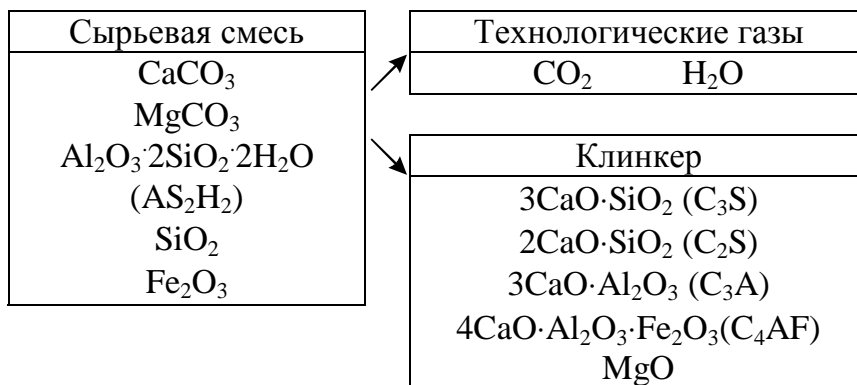 Сырьевая смесь
CaCO₃
MgCO₃
Al₂O₃·2SiO₂·2H₂O
(AS₂H₂)
SiO₂
Fe₂O₃
Технологические газы
CO₂ H₂O
Клинкер
3CaO·SiO₂ (C₃S)
2CaO·SiO₂ (C₂S)
3CaO·Al₂O₃ (C₃A)
4CaO·Al₂O₃·Fe₂O₃(C₄AF)
MgO